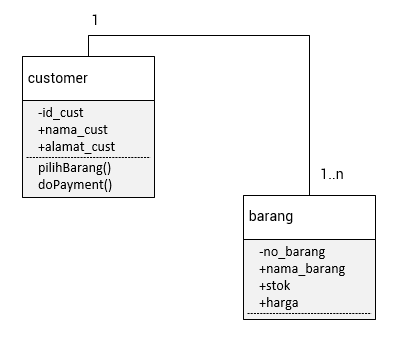 1
customer
-id_cust
+nama_cust
+alamat_cust
pilihBarang()
doPayment()
1..n
barang
-no_barang
+nama_barang
+stok
+harga